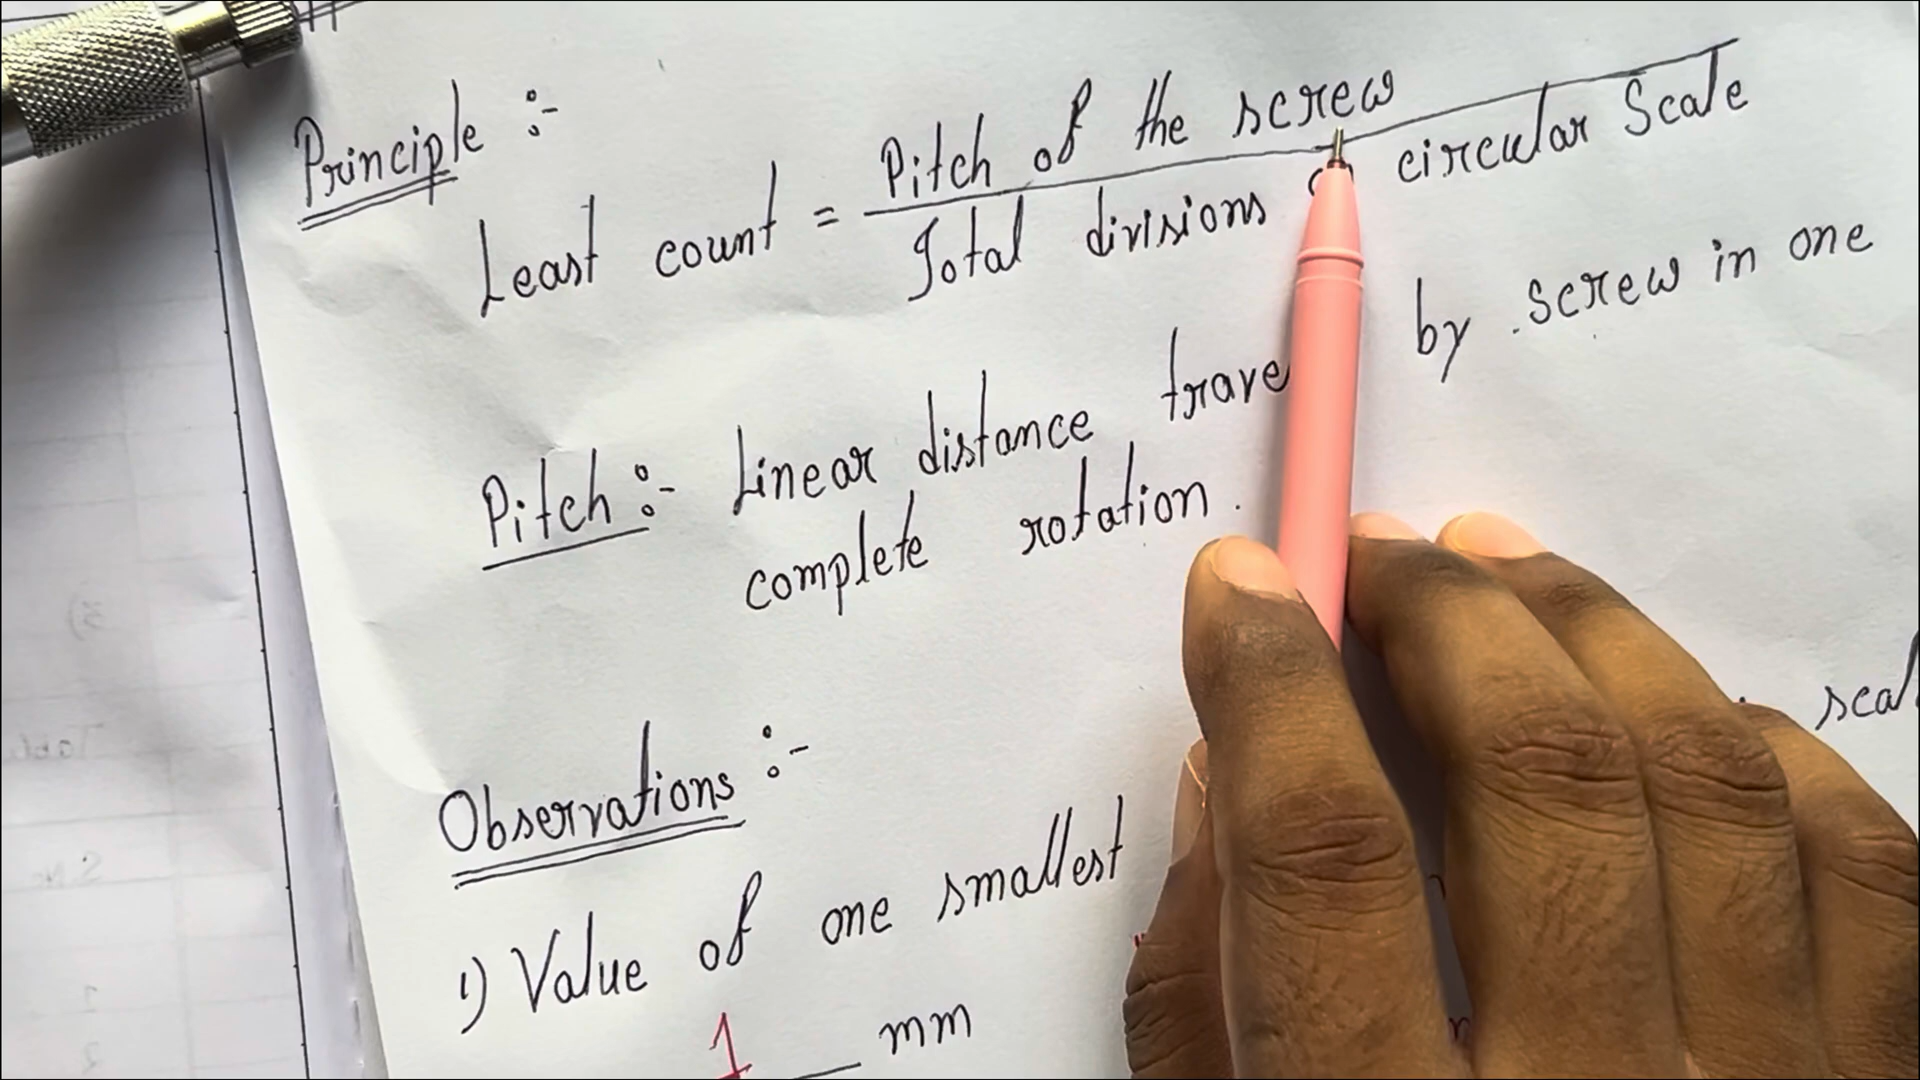 Principle :-
Least count = Pitch of the screw
Total divisions circular Scale
Pitch :- Linear distance trave by screw in one
complete rotation.
Observations :-
1) Value of one smallest scal
1 mm